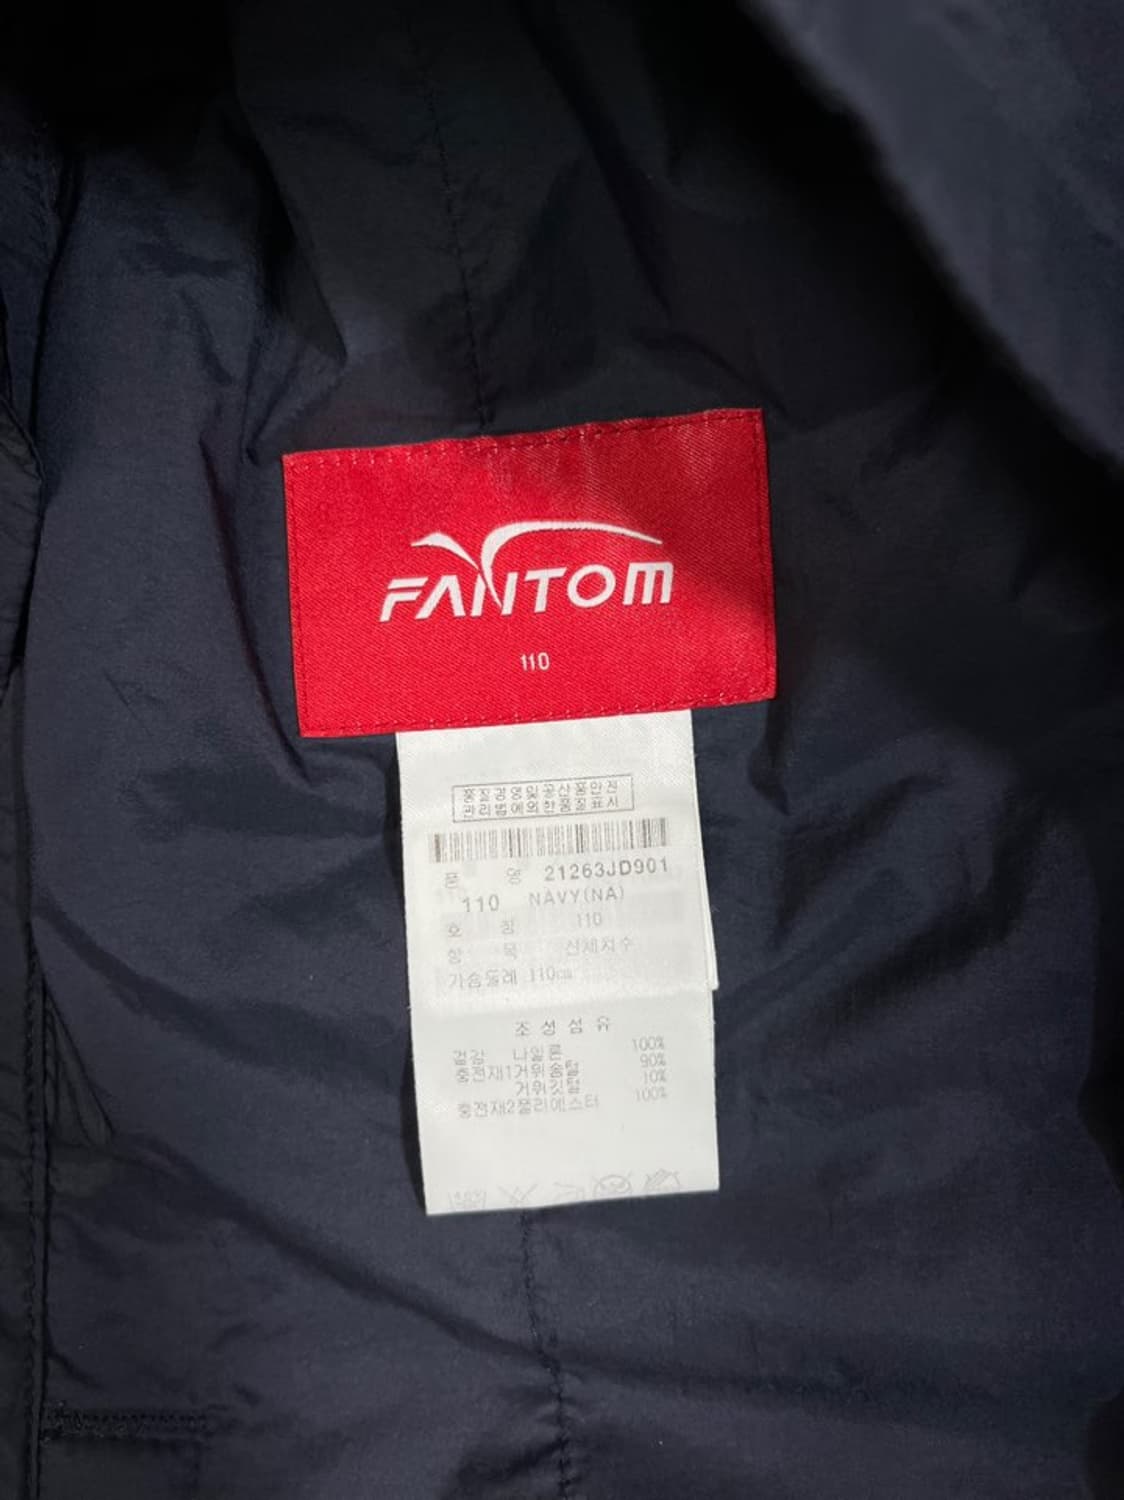 FANTOM
110
품질경영및공산품안전
관리법에의한품질표시
품 명 21263JD901
110 NAVY(NA)
호 칭 110
항 목 신체치수
가슴둘레 110㎝
조성섬유
겉감 나일론 100%
충전재1거위솜털 90%
거위깃털 10%
충전재2폴리에스터 100%